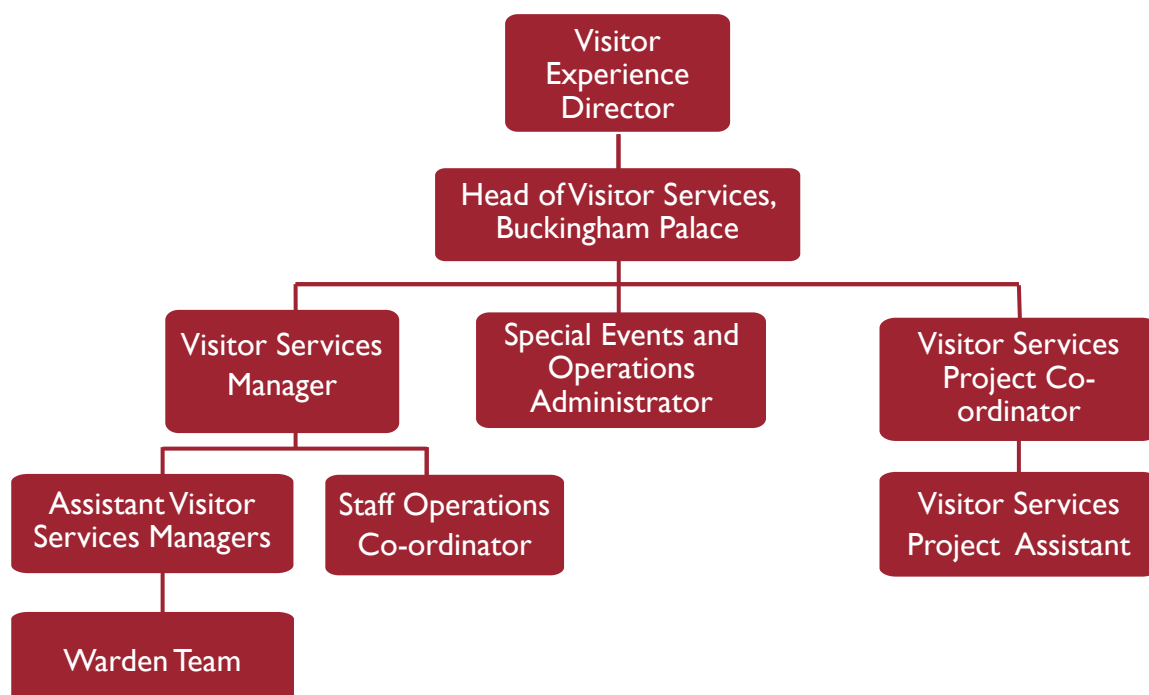 Visitor
Experience
Director
Head of Visitor Services,
Buckingham Palace
Visitor Services
Manager
Special Events and
Operations
Administrator
Visitor Services
Project Co-
ordinator
Assistant Visitor
Services Managers
Staff Operations
Co-ordinator
Visitor Services
Project Assistant
Warden Team